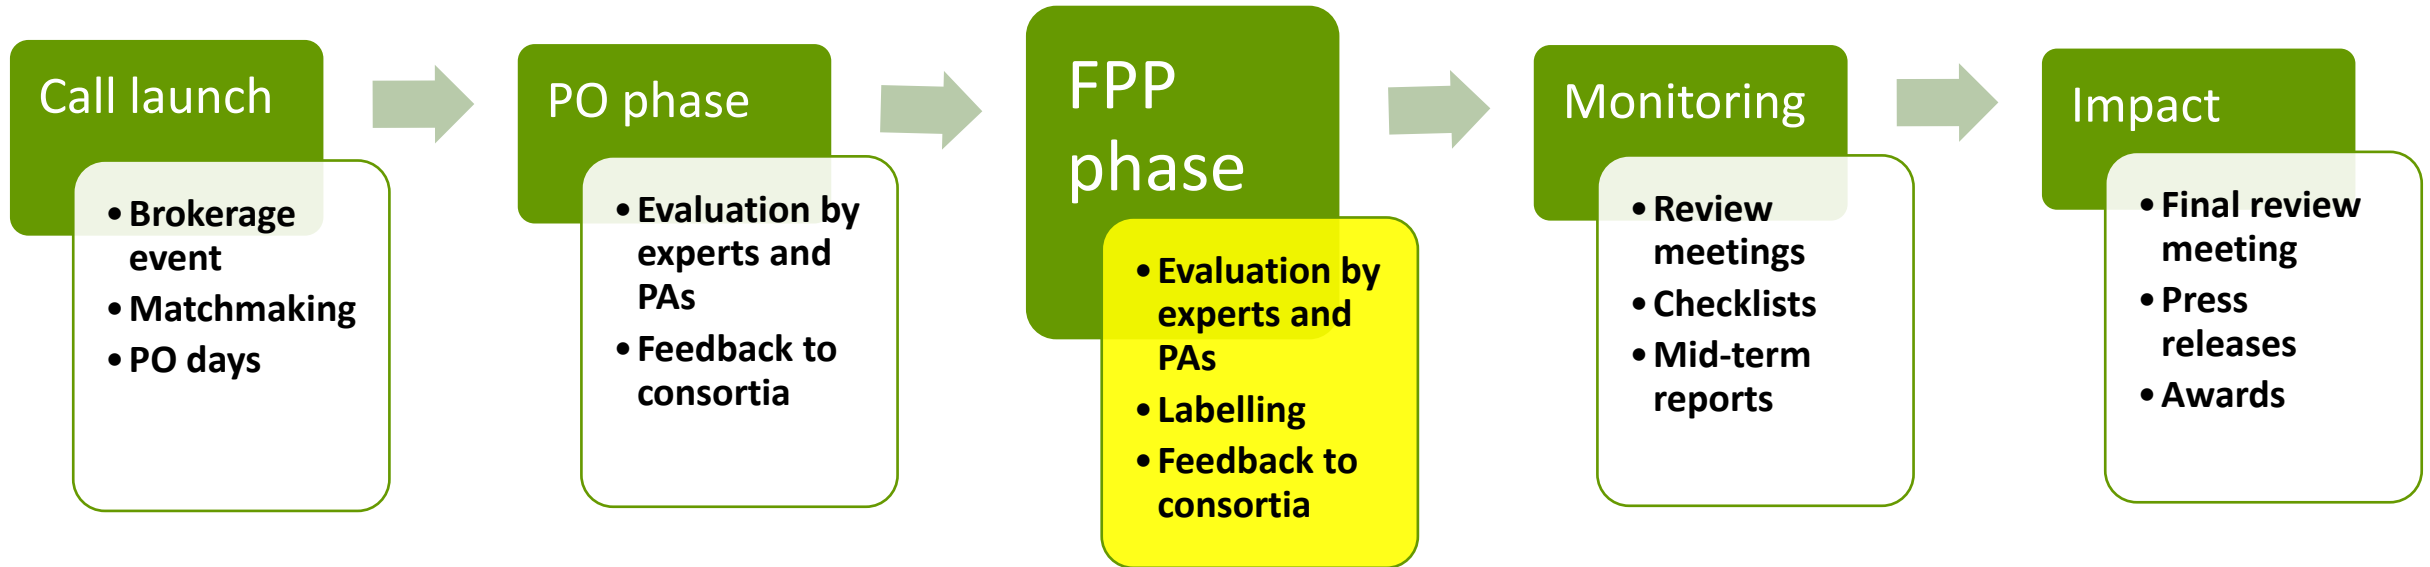 Call launch
• Brokerage
event
• Matchmaking
• PO days
PO phase
• Evaluation by
experts and
PAs
• Feedback to
consortia
FPP
phase
• Evaluation by
experts and
PAs
• Labelling
• Feedback to
consortia
Monitoring
• Review
meetings
• Checklists
• Mid-term
reports
Impact
• Final review
meeting
• Press
releases
• Awards